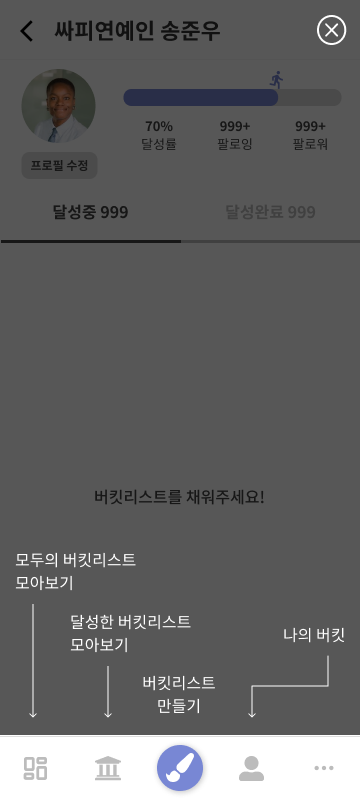 싸피연예인 송준우
70%
999+
999+
달성률
팔로잉
팔로워
프로필 수정
달성중 999
달성완료 999
버킷리스트를 채워주세요!
모두의 버킷리스트
모아보기
달성한 버킷리스트
모아보기
나의 버킷
버킷리스트
만들기